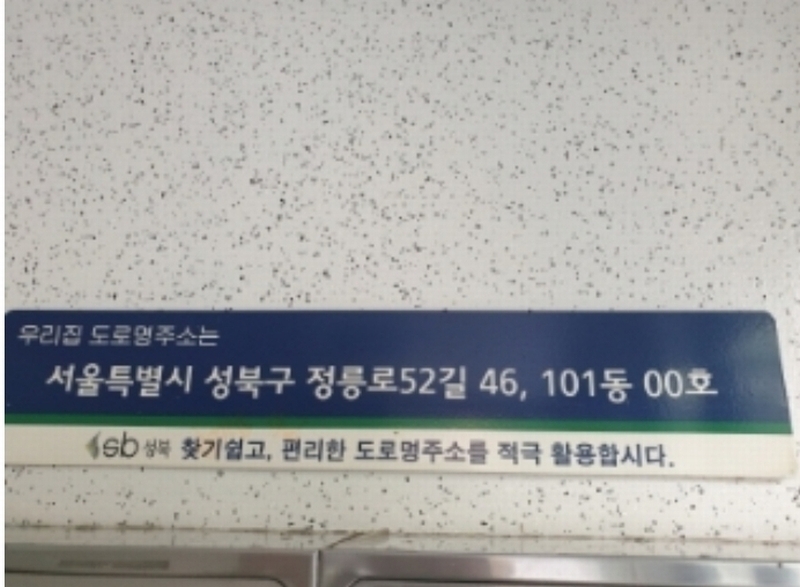 우리집 도로명주소는
서울특별시 성북구 정릉로52길 46, 101동 00호
sb 성북 찾기쉽고, 편리한 도로명주소를 적극 활용합시다.